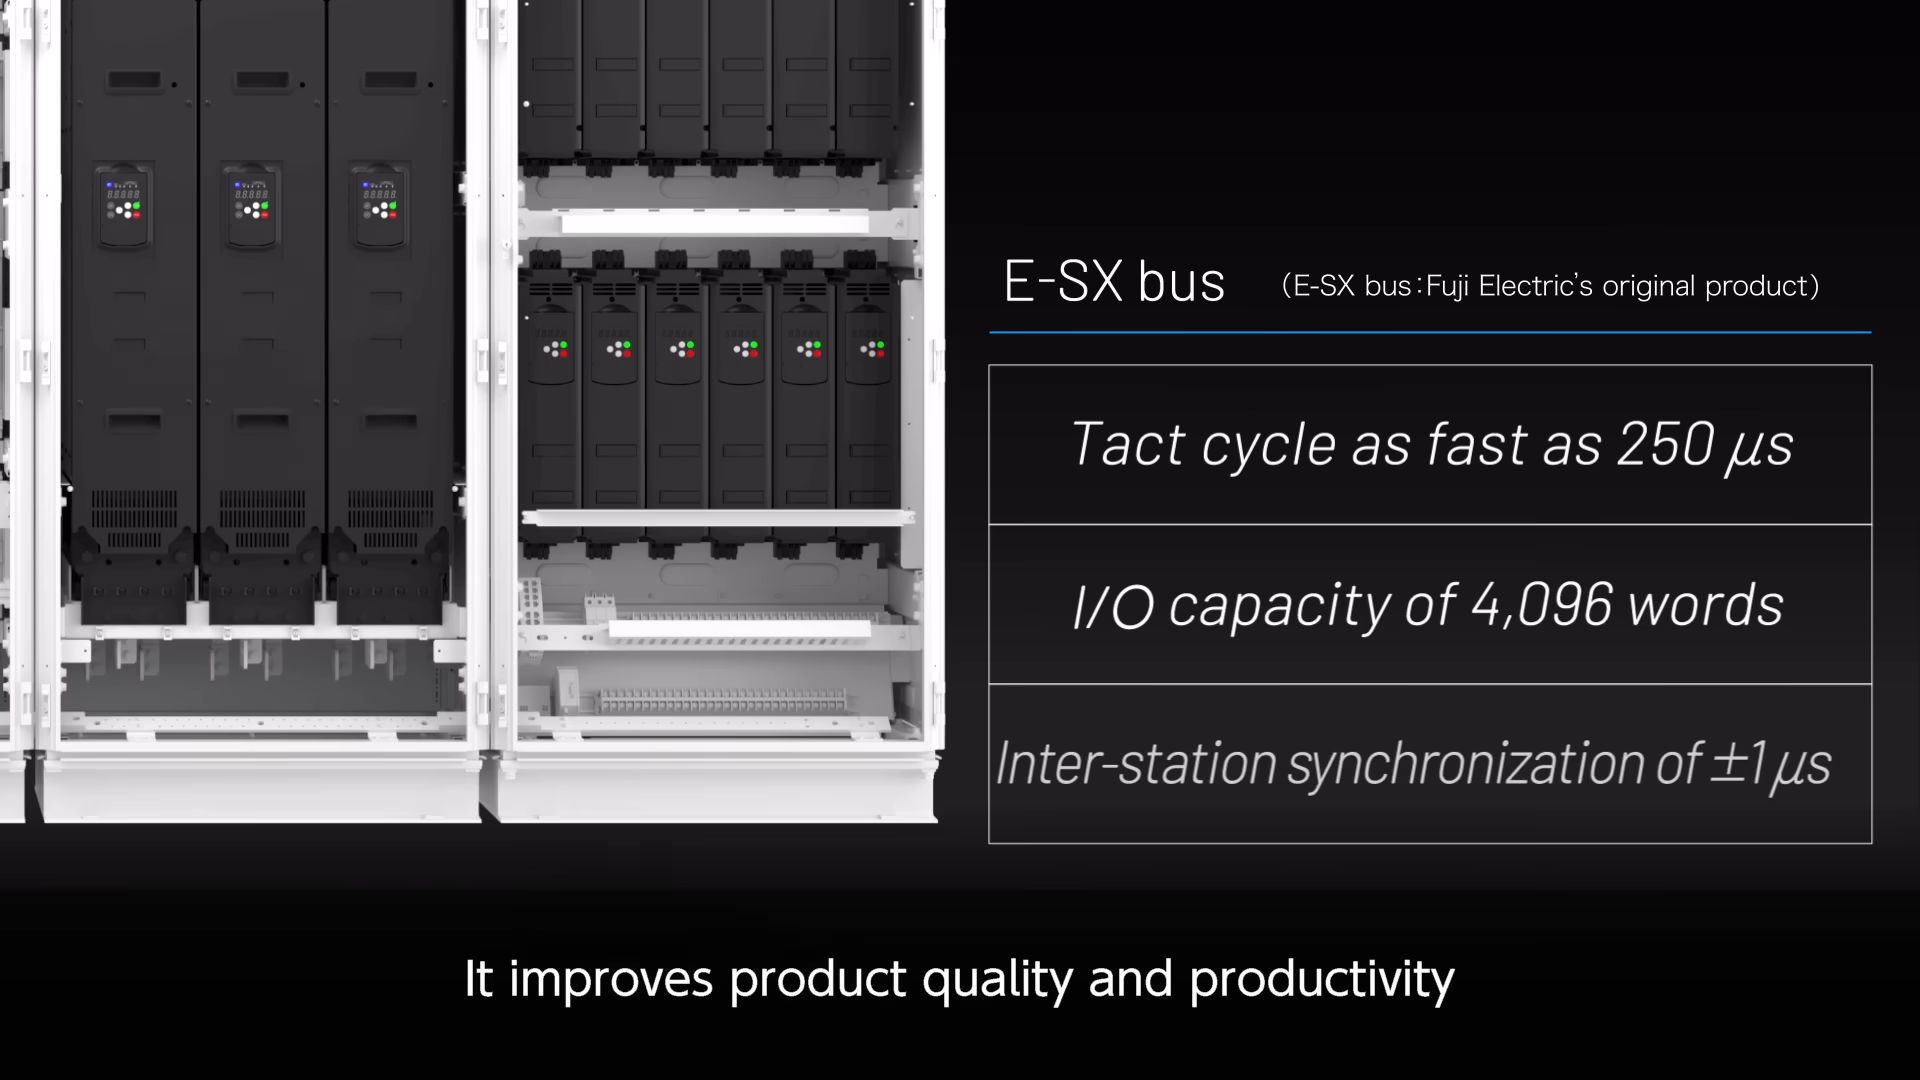 E-SX bus (E-SX bus:Fuji Electric's original product)
Tact cycle as fast as 250 μs
I/O capacity of 4,096 words
Inter-station synchronization of ±1 μs
It improves product quality and productivity